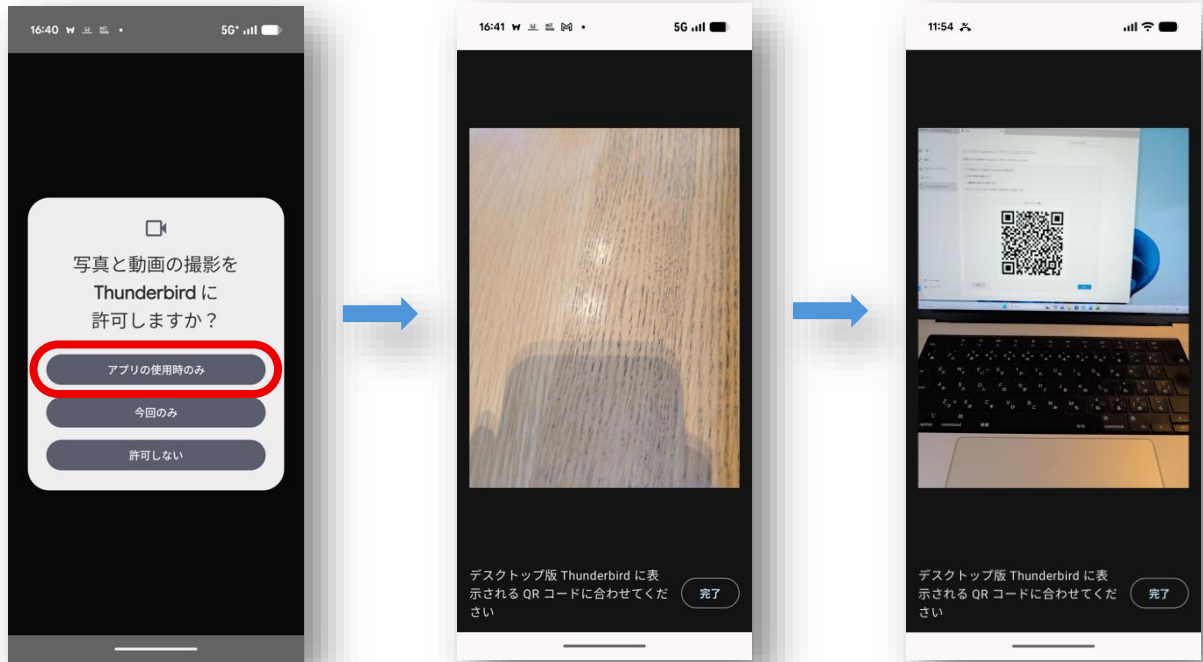 16:40
5G+
写真と動画の撮影を
Thunderbird に
許可しますか？
アプリの使用時のみ
今回のみ
許可しない
16:41
5G
デスクトップ版 Thunderbird に表
示される QR コードに合わせてくだ
さい
完了
11:54
option
command
command
デスクトップ版 Thunderbird に表
示される QR コードに合わせてくだ
さい
完了